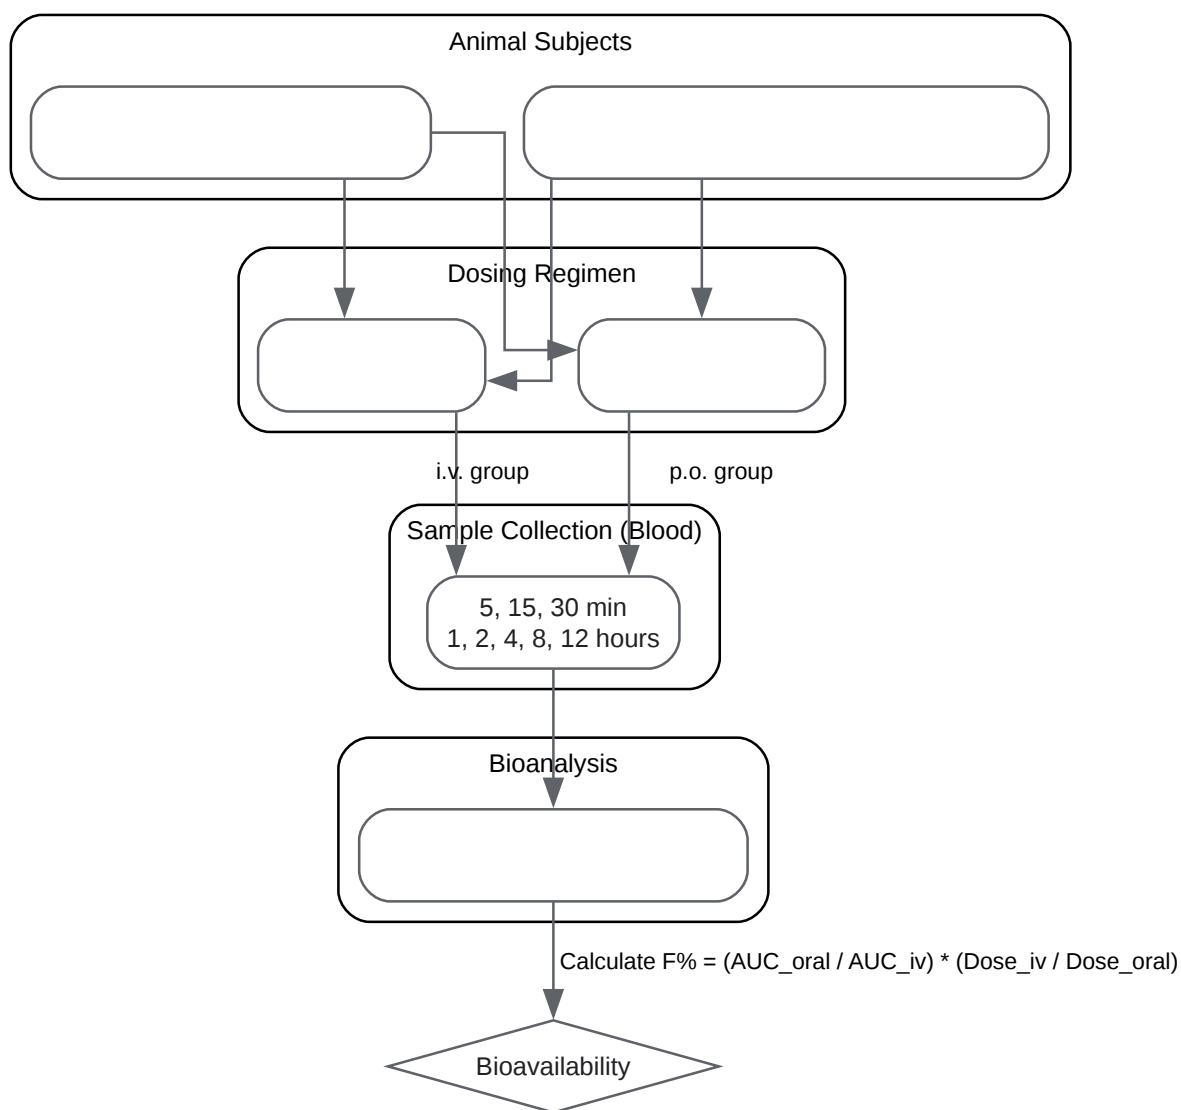 Animal Subjects
Dosing Regimen
i.v. group
p.o. group
Sample Collection (Blood)
5, 15, 30 min
1, 2, 4, 8, 12 hours
Bioanalysis
Calculate F% = (AUC_oral / AUC_iv) * (Dose_iv / Dose_oral)
Bioavailability